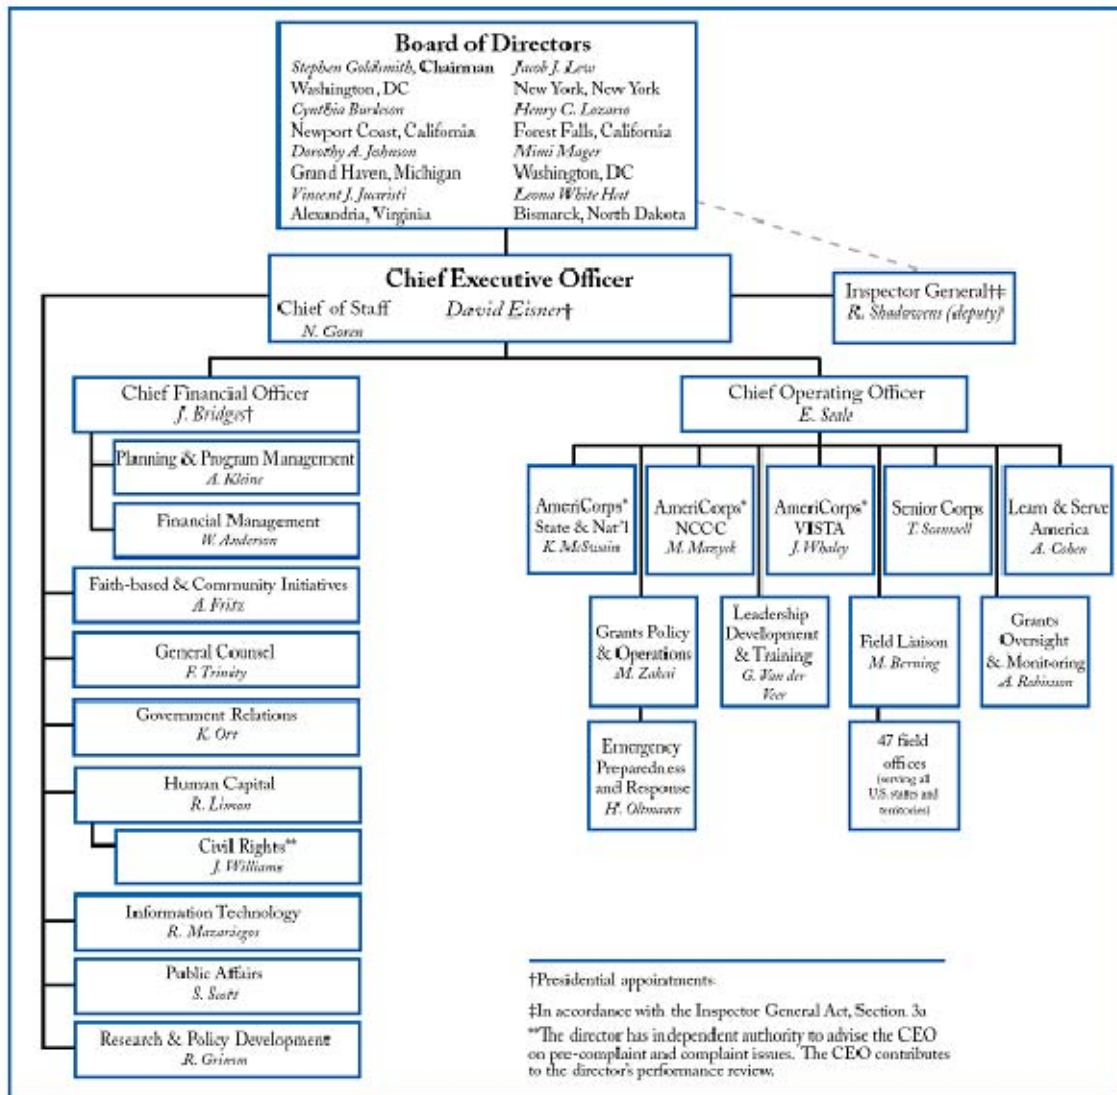 Board of Directors
Stephen Goldsmith, Chairman
Washington, DC
Cynthia Burleson
Newport Coast, California
Dorothy A. Johnson
Grand Haven, Michigan
Vincent J. Juaristi
Alexandria, Virginia
Jacob J. Lew
New York, New York
Henry C. Lozano
Forest Falls, California
Mimi Mager
Washington, DC
Leona White Hat
Bismarck, North Dakota
Chief Executive Officer
David Eisner†
Chief of Staff
N. Goren
Inspector General†‡
R. Shadowens (deputy)
Chief Financial Officer
J. Bridges†
Planning & Program Management
A. Kleine
Financial Management
W. Anderson
Faith-based & Community Initiatives
A. Fritz
General Counsel
F. Trinity
Government Relations
K. Orr
Human Capital
R. Limon
Civil Rights**
J. Williams
Information Technology
R. Mazariegos
Public Affairs
S. Scott
Research & Policy Development
R. Grimm
Chief Operating Officer
E. Seale
AmeriCorps*
State & Nat'l
K. McSwain
AmeriCorps*
NCCC
M. Mazyck
AmeriCorps*
VISTA
J. Whaley
Senior Corps
T. Scannell
Learn & Serve
America
A. Cohen
Grants Policy
& Operations
M.
Leadership
Development
& Training
G. Van der
Veer
Field Liaison
M. Berning
Grants
Oversight
& Monitoring
A. Robinson
Emergency
Preparedness
and Response
H. Oltmann
47 field
offices
(serving all
U.S. states and
territories)
†Presidential appointments
‡In accordance with the Inspector General Act, Section 3a
**The director has independent authority to advise the CEO
on pre-complaint and complaint issues. The CEO contributes
to the director's performance review.